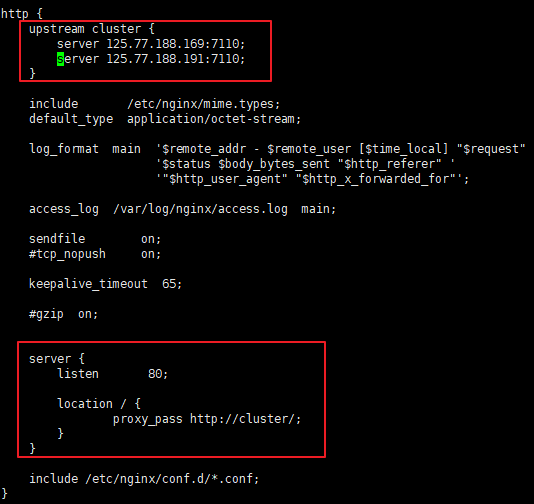 http {
    upstream cluster {
        server 125.77.188.169:7110;
        server 125.77.188.191:7110;
    }
    include       /etc/nginx/mime.types;
    default_type  application/octet-stream;
    log_format  main  '$remote_addr - $remote_user [$time_local] "$request"
                      '$status $body_bytes_sent "$http_referer" '
                      '"$http_user_agent" "$http_x_forwarded_for"';
    access_log  /var/log/nginx/access.log  main;
    sendfile        on;
    #tcp_nopush     on;
    keepalive_timeout  65;
    #gzip  on;
    server {
        listen       80;
        location / {
                proxy_pass http://cluster/;
        }
    }
    include /etc/nginx/conf.d/*.conf;
}